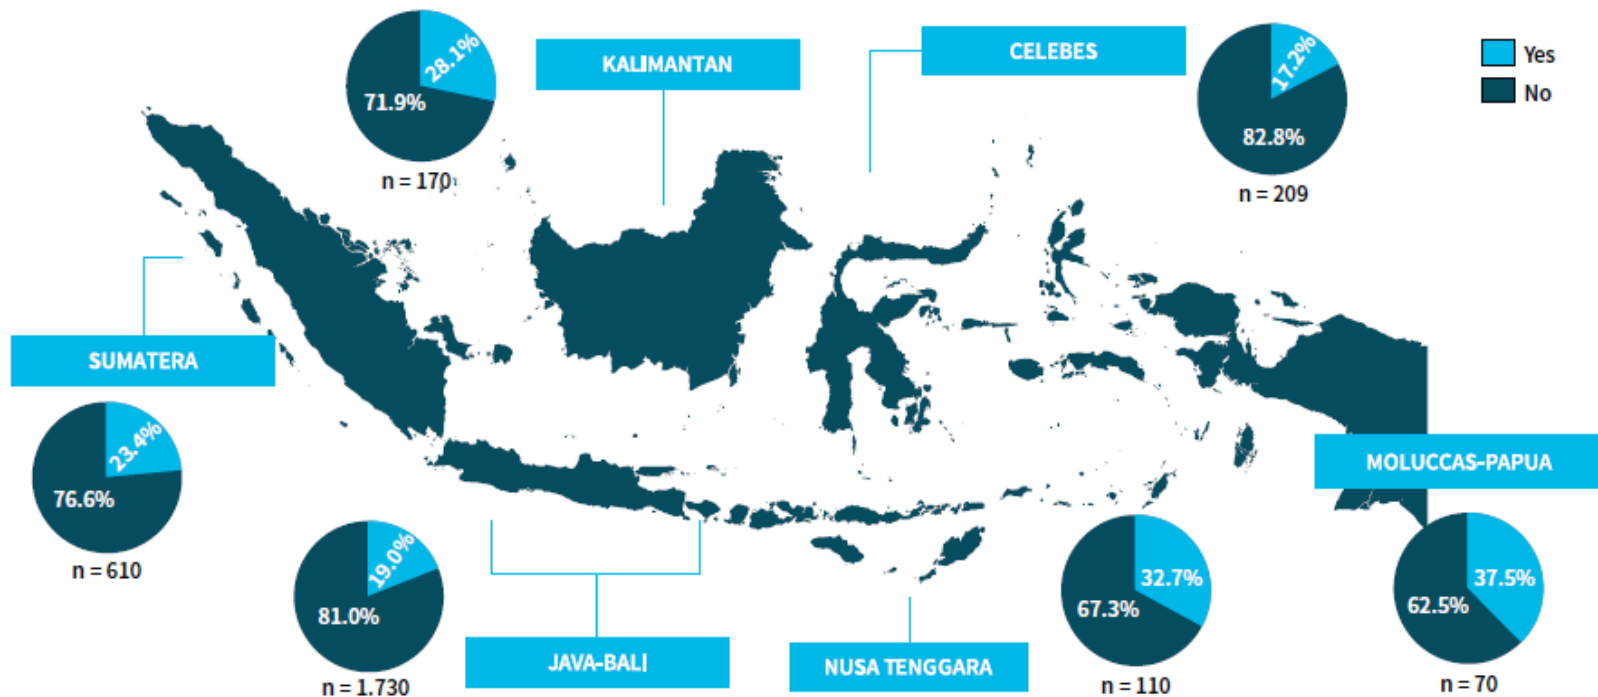 KALIMANTAN
28.1%
71.9%
n = 170
CELEBES
17.2%
82.8%
n = 209
Yes
No
SUMATERA
23.4%
76.6%
n = 610
JAVA-BALI
19.0%
81.0%
n = 1.730
NUSA TENGGARA
32.7%
67.3%
n = 110
MOLUCCAS-PAPUA
37.5%
62.5%
n = 70